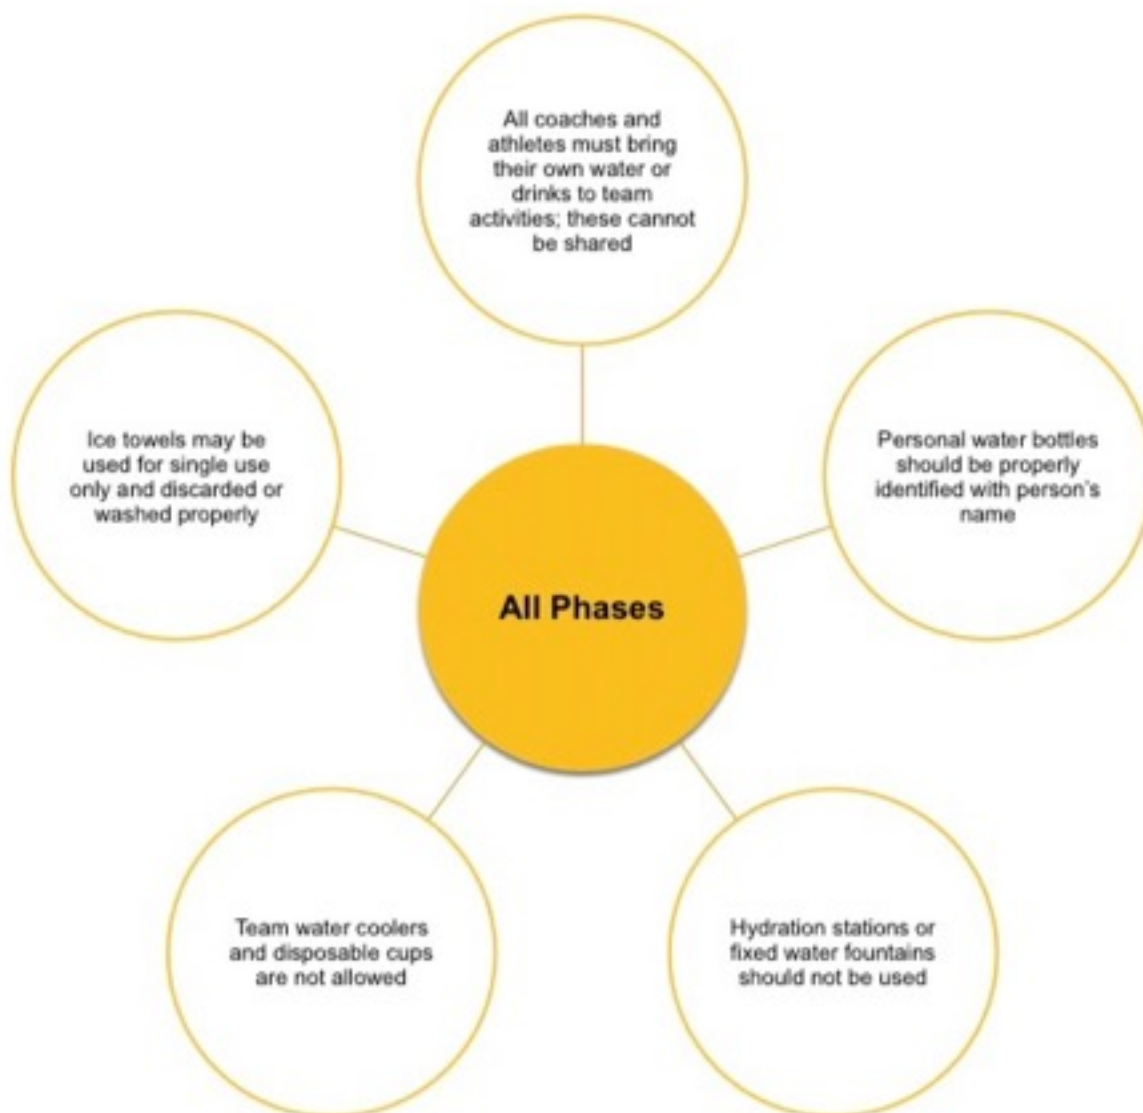 All coaches and
athletes must bring
their own water or
drinks to team
activities; these cannot
be shared
Ice towels may be
used for single use
only and discarded or
washed properly
Personal water bottles
should be properly
identified with person's
name
All Phases
Team water coolers
and disposable cups
are not allowed
Hydration stations or
fixed water fountains
should not be used